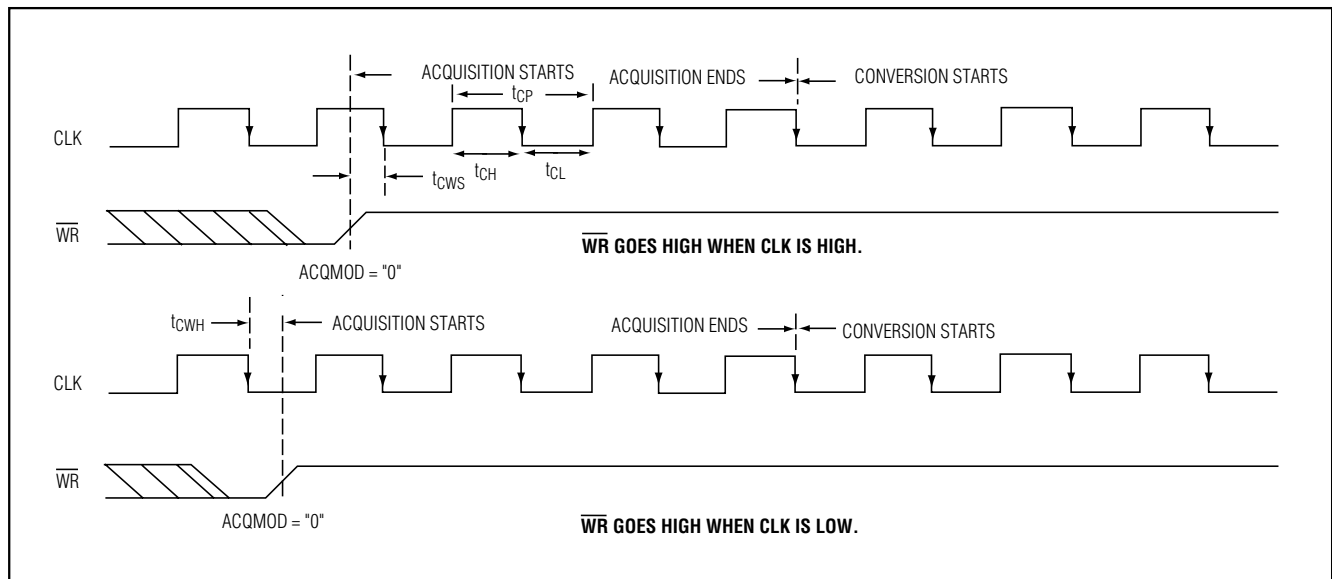 ACQUISITION STARTS
ACQUISITION ENDS
CONVERSION STARTS
tCP
CLK
tCWS
tCH
tCL
WR
WR GOES HIGH WHEN CLK IS HIGH.
ACQMOD = "0"
tCWH
ACQUISITION STARTS
ACQUISITION ENDS
CONVERSION STARTS
CLK
WR
ACQMOD = "0"
WR GOES HIGH WHEN CLK IS LOW.